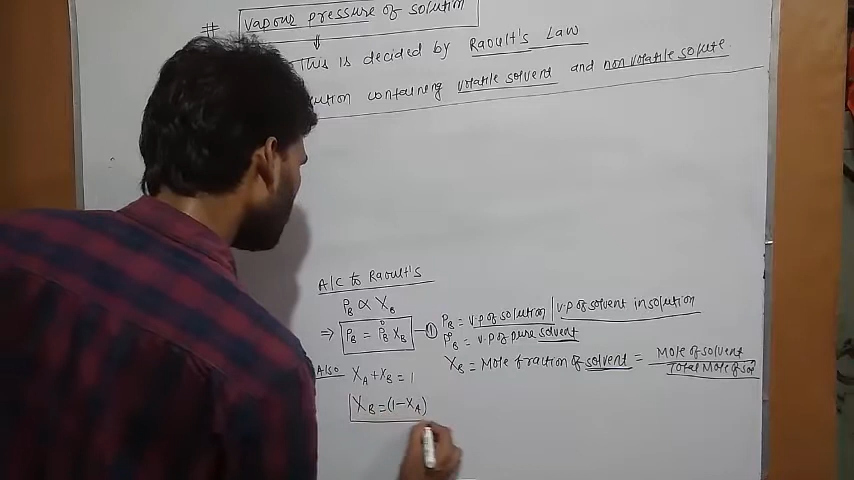 # Vapour pressure of solution
This is decided by Raoult's Law
containing volatile solvent and non volatile solute.
A/C to Raoult's
P_B ∝ X_B
⇒ P_B = P°_B X_B — ① P_B = V.P of solution | V.P of solvent in solution
P°_B = V.P of pure solvent
X_B = Mole fraction of solvent = Mole of solvent / Total Mole of sol
Also X_A + X_B = 1
X_B = (1 - X_A)